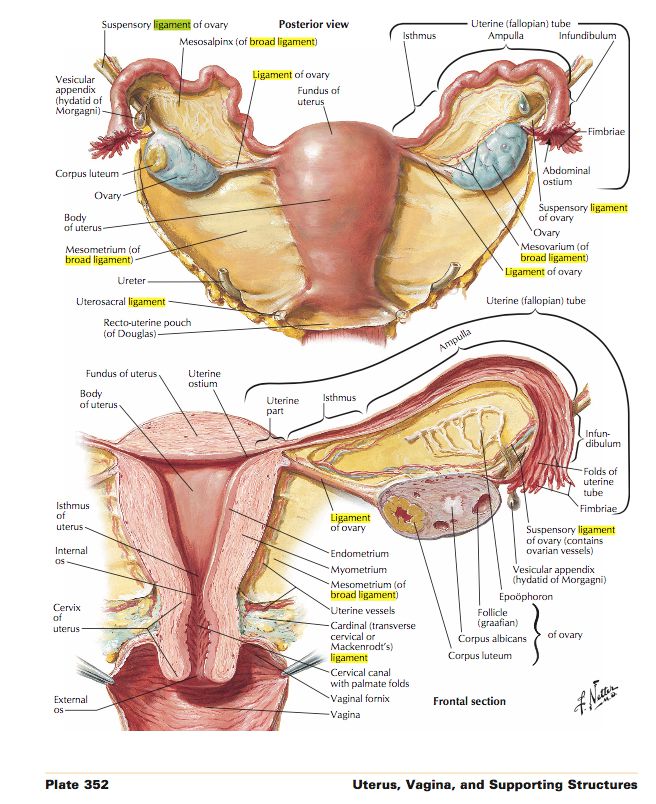 Suspensory ligament of ovary
Posterior view
Uterine (fallopian) tube
Mesosalpinx (of broad ligament)
Isthmus
Ampulla
Infundibulum
Vesicular
appendix
(hydatid of
Morgagni)
Ligament of ovary
Fundus of
uterus
Fimbriae
Corpus luteum
Abdominal
ostium
Ovary
Suspensory ligament
of ovary
Body
of uterus
Ovary
Mesometrium (of
broad ligament)
Mesovarium (of
broad ligament)
Ligament of ovary
Ureter
Uterosacral ligament
Uterine (fallopian) tube
Recto-uterine pouch
(of Douglas)
Ampulla
Fundus of uterus
Uterine
ostium
Body
of uterus
Uterine
part
Isthmus
Infun-
dibulum
Folds of
uterine
tube
Fimbriae
Isthmus
of
uterus
Ligament
of ovary
Suspensory ligament
of ovary (contains
ovarian vessels)
Internal
os
Endometrium
Myometrium
Vesicular appendix
(hydatid of Morgagni)
Mesometrium (of
broad ligament)
Epoöphoron
Uterine vessels
Cervix
of
uterus
Follicle
(graafian)
Cardinal (transverse
cervical or
Mackenrodt's)
ligament
Corpus albicans
of ovary
Corpus luteum
Cervical canal
with palmate folds
External
os
Vaginal fornix
Frontal section
Vagina
F. Netter
M.D.
Plate 352
Uterus, Vagina, and Supporting Structures